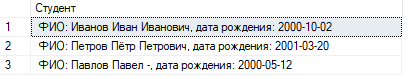 Студент
1 ФИО: Иванов Иван Иванович, дата рождения: 2000-10-02
2 ФИО: Петров Пётр Петрович, дата рождения: 2001-03-20
3 ФИО: Павлов Павел -, дата рождения: 2000-05-12